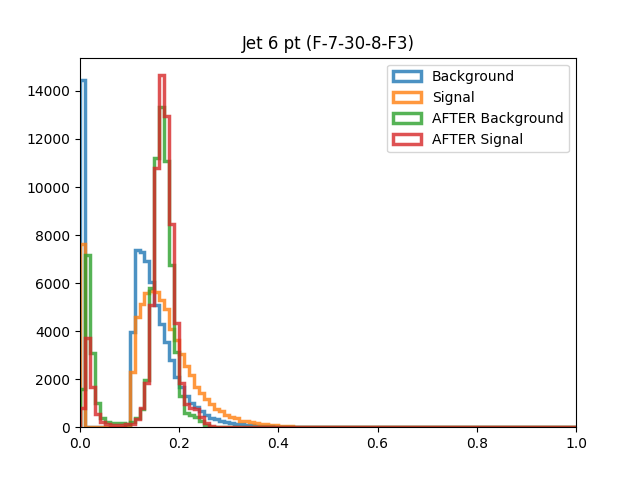 Jet 6 pt (F-7-30-8-F3)
14000
12000
10000
8000
6000
4000
2000
0
0.0 0.2 0.4 0.6 0.8 1.0
Background
Signal
AFTER Background
AFTER Signal